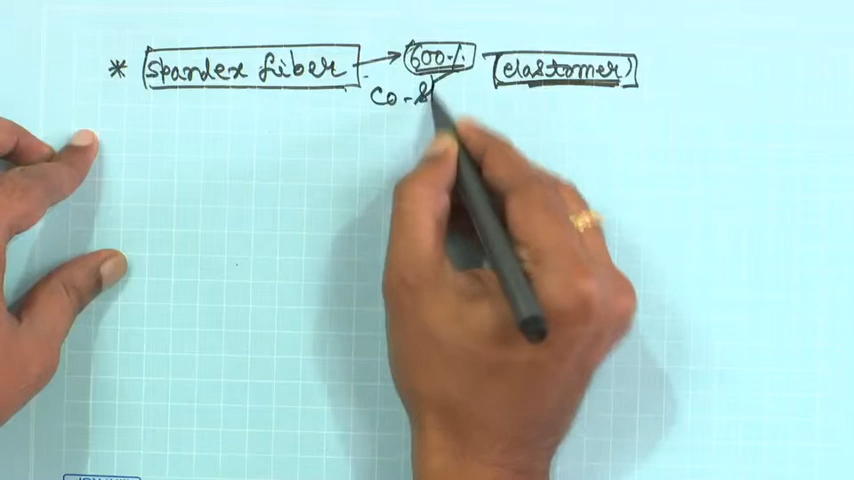 * Spandex fiber → 600% (elastomer)
co-s